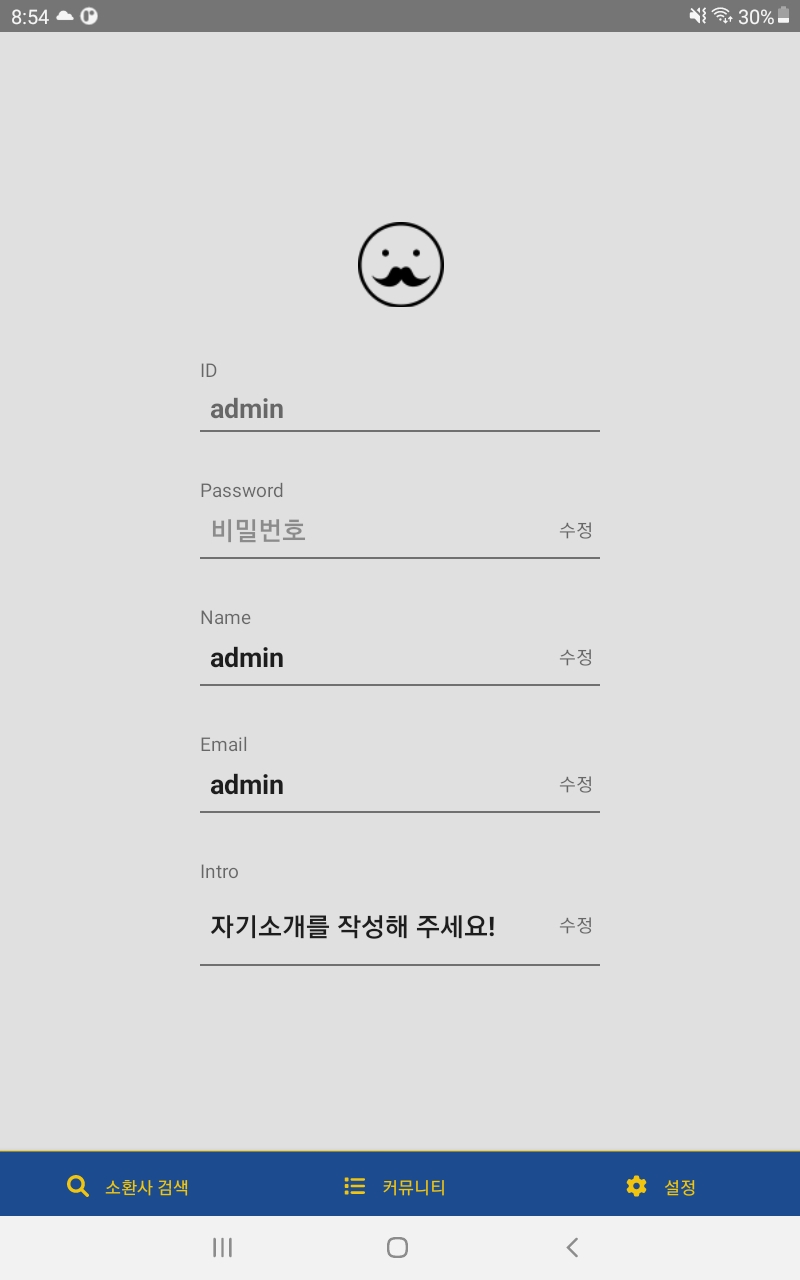 8:54 30%
ID
admin
Password
비밀번호 수정
Name
admin 수정
Email
admin 수정
Intro
자기소개를 작성해 주세요! 수정
소환사 검색 커뮤니티 설정